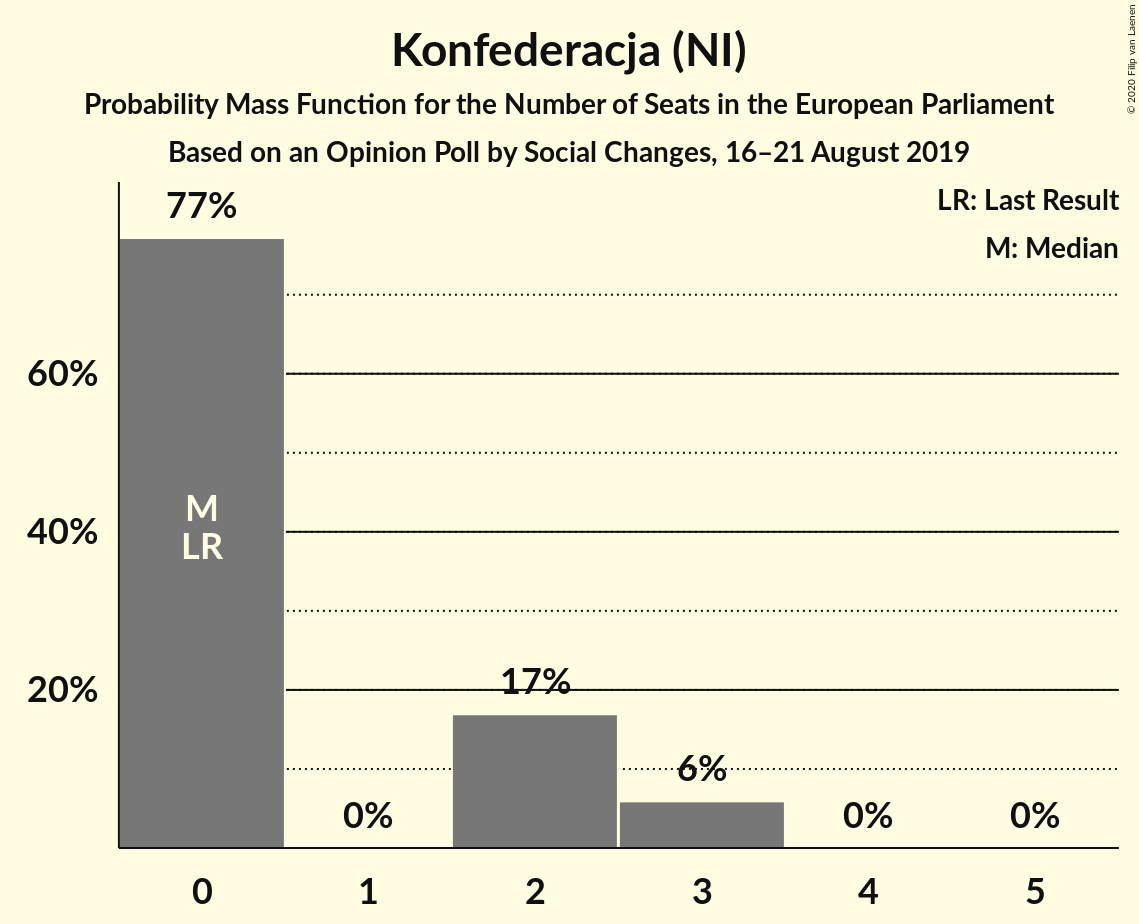 Konfederacja (NI)
Probability Mass Function for the Number of Seats in the European Parliament
Based on an Opinion Poll by Social Changes, 16–21 August 2019
© 2020 Filip van Laenen
LR: Last Result
M: Median
77%
60%
40%
20%
M
LR
0%
17%
6%
0%
0%
0
1
2
3
4
5